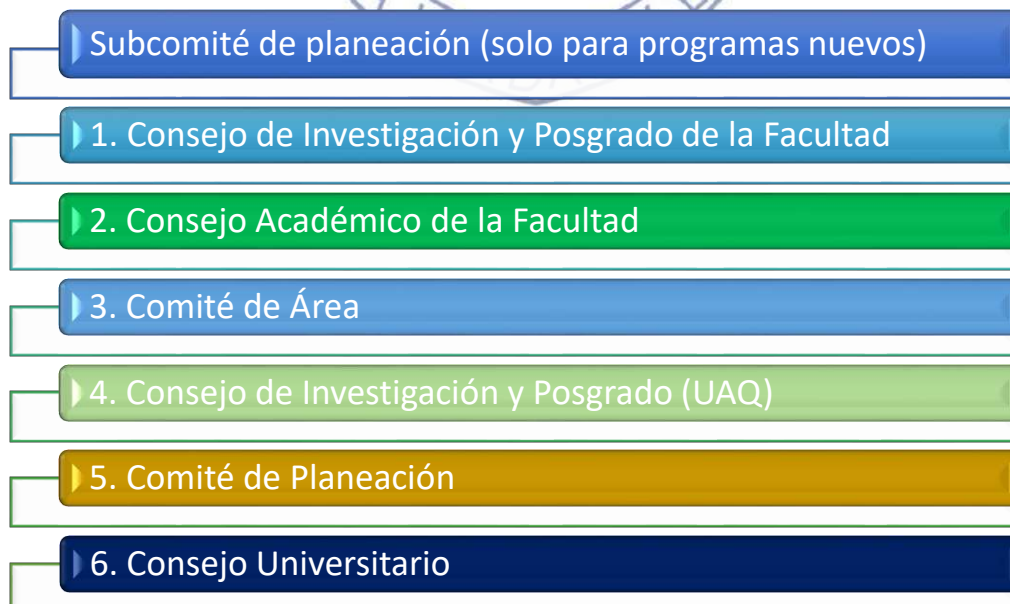 Subcomité de planeación (solo para programas nuevos)
1. Consejo de Investigación y Posgrado de la Facultad
2. Consejo Académico de la Facultad
3. Comité de Área
4. Consejo de Investigación y Posgrado (UAQ)
5. Comité de Planeación
6. Consejo Universitario